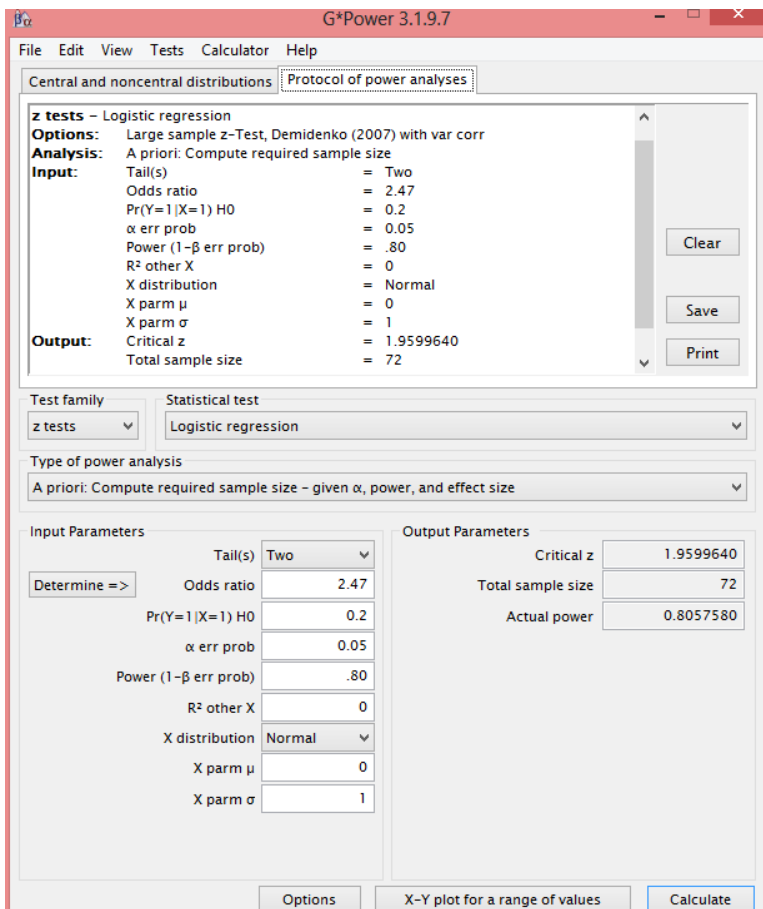 βα G*Power 3.1.9.7
File Edit View Tests Calculator Help
Central and noncentral distributions Protocol of power analyses
z tests – Logistic regression
Options: Large sample z-Test, Demidenko (2007) with var corr
Analysis: A priori: Compute required sample size
Input: Tail(s) = Two
Odds ratio = 2.47
Pr(Y=1|X=1) H0 = 0.2
α err prob = 0.05
Power (1-β err prob) = .80
R² other X = 0
X distribution = Normal
X parm μ = 0
X parm σ = 1
Output: Critical z = 1.9599640
Total sample size = 72
Clear
Save
Print
Test family Statistical test
z tests Logistic regression
Type of power analysis
A priori: Compute required sample size – given α, power, and effect size
Input Parameters
Tail(s) Two
Determine => Odds ratio 2.47
Pr(Y=1|X=1) H0 0.2
α err prob 0.05
Power (1-β err prob) .80
R² other X 0
X distribution Normal
X parm μ 0
X parm σ 1
Output Parameters
Critical z 1.9599640
Total sample size 72
Actual power 0.8057580
Options X-Y plot for a range of values Calculate